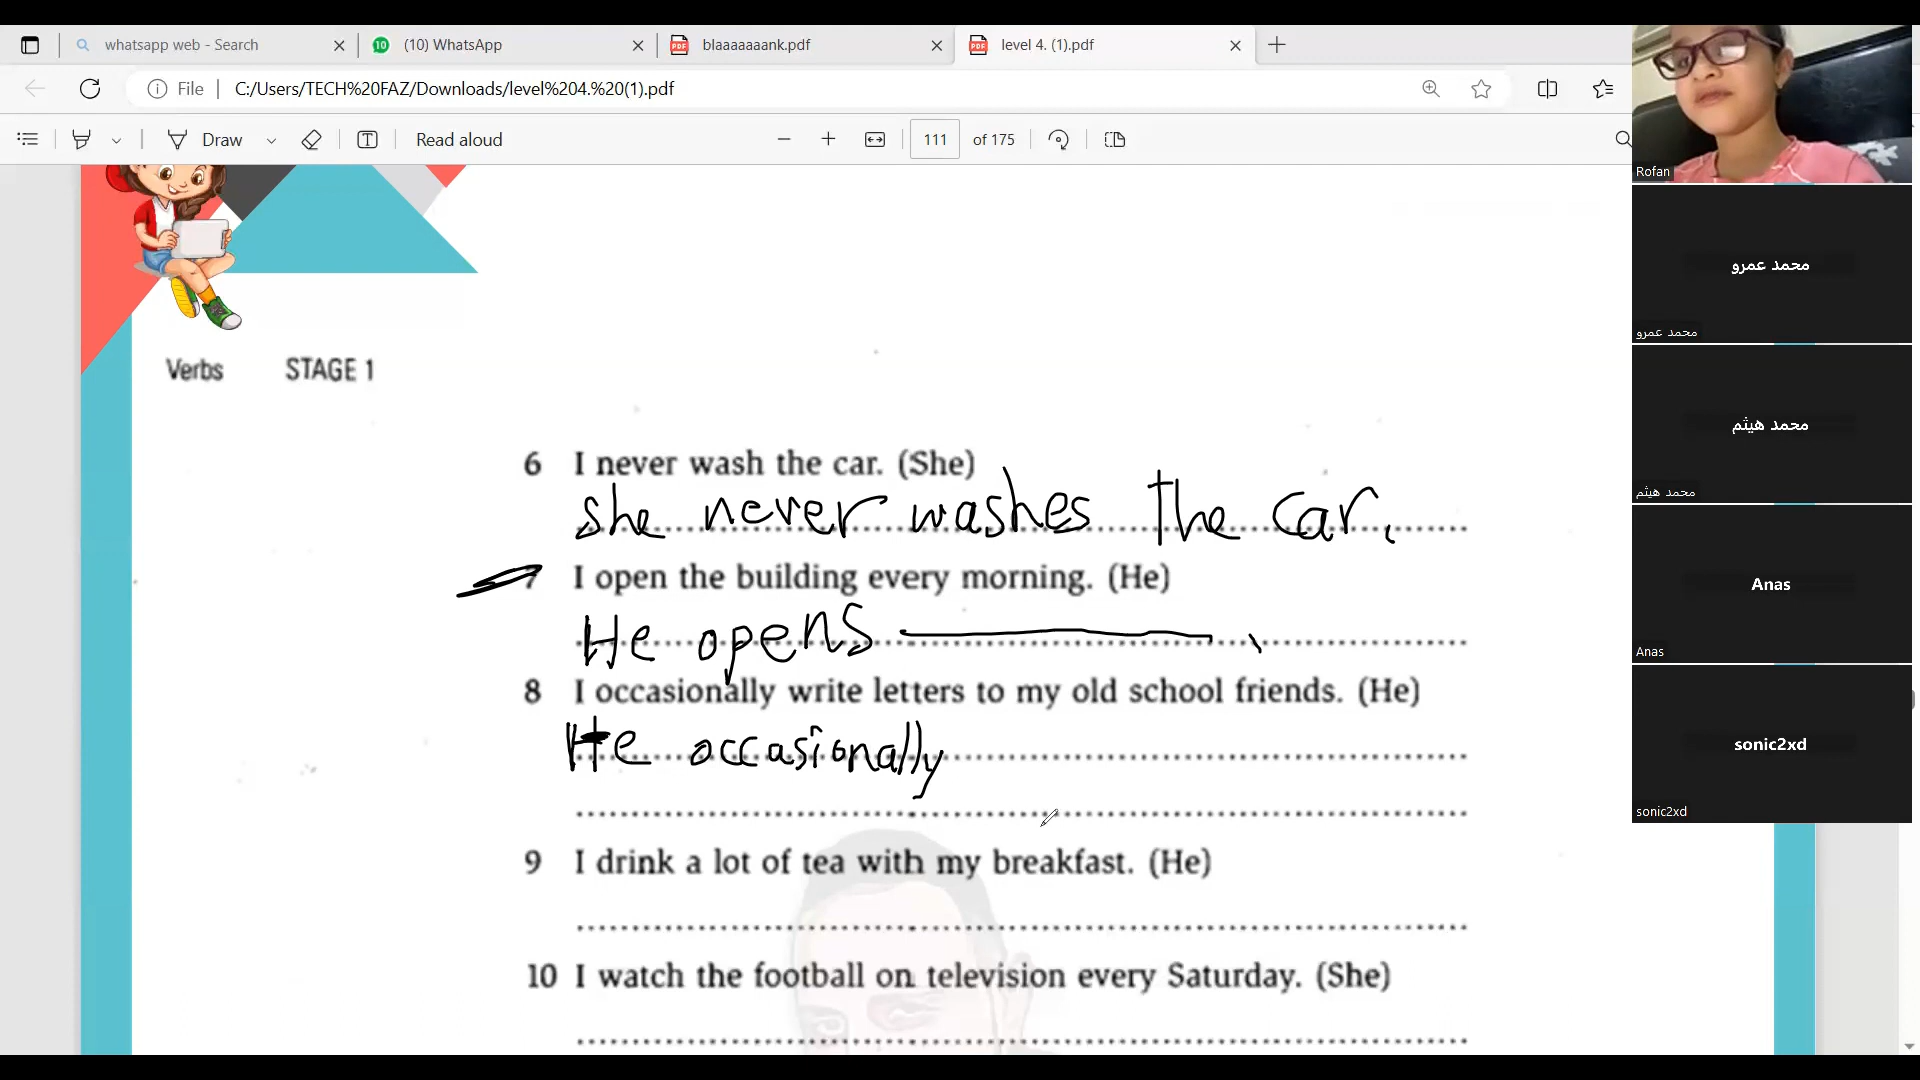 whatsapp web - Search
10
(10) WhatsApp
PDF
blaaaaaaank.pdf
PDF
level 4. (1).pdf
File
C:/Users/TECH%20FAZ/Downloads/level%204.%20(1).pdf
Draw
T
Read aloud
111
of 175
Rofan
محمد عمرو
محمد عمرو
محمد هيثم
محمد هيثم
Anas
Anas
sonic2xd
sonic2xd
Verbs STAGE 1
6 I never wash the car. (She)
She never washes the car.
7 I open the building every morning. (He)
He opens
8 I occasionally write letters to my old school friends. (He)
He occasionally
9 I drink a lot of tea with my breakfast. (He)
10 I watch the football on television every Saturday. (She)